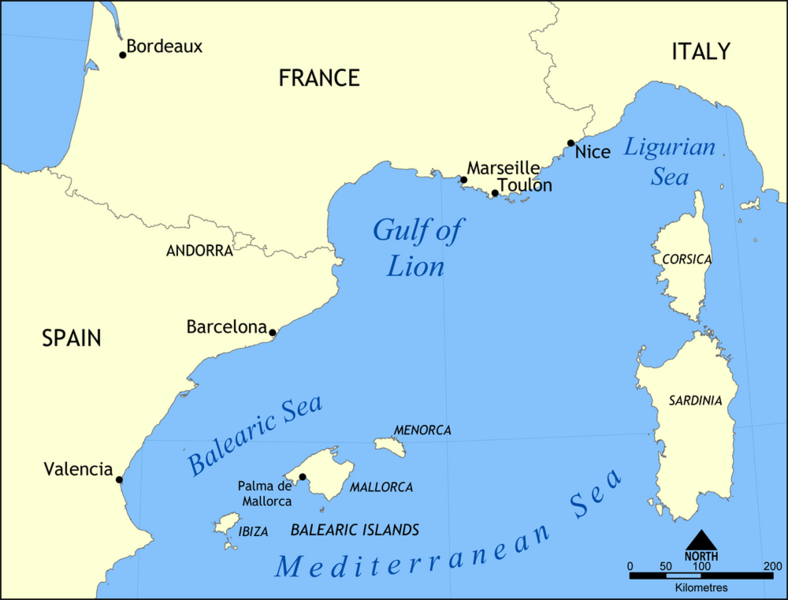 Bordeaux
FRANCE
ITALY
Marseille
Toulon
Nice
Ligurian
Sea
Gulf of
Lion
ANDORRA
CORSICA
SPAIN
Barcelona
SARDINIA
Balearic Sea
MENORCA
Valencia
Palma de
Mallorca
MALLORCA
IBIZA
BALEARIC ISLANDS
Mediterranean Sea
NORTH
0 50 100 200
Kilometres